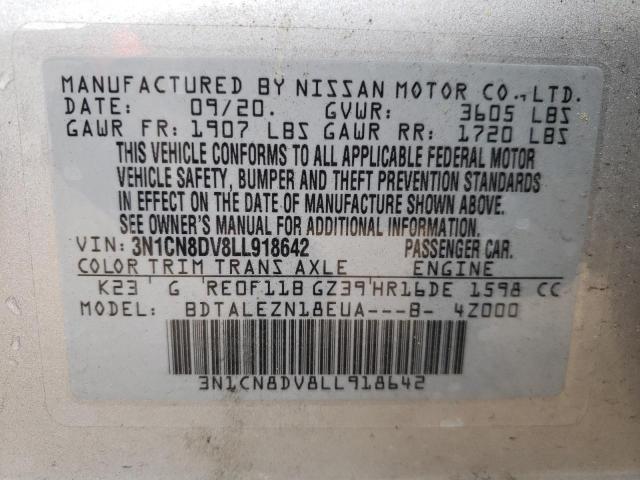 MANUFACTURED BY NISSAN MOTOR CO., LTD.
DATE: 09/20. GVWR: 3605 LBS
GAWR FR: 1907 LBS GAWR RR: 1720 LBS
THIS VEHICLE CONFORMS TO ALL APPLICABLE FEDERAL MOTOR
VEHICLE SAFETY, BUMPER AND THEFT PREVENTION STANDARDS
IN EFFECT ON THE DATE OF MANUFACTURE SHOWN ABOVE.
SEE OWNER'S MANUAL FOR ADDITIONAL INFORMATION
VIN: 3N1CN8DV8LL918642 PASSENGER CAR.
COLOR TRIM TRANS AXLE ENGINE
K23 G RE0F11B GZ39 HR16DE 1598 CC
MODEL: BDTALEZN18EUA---B- 4Z000
3N1CN8DV8LL918642